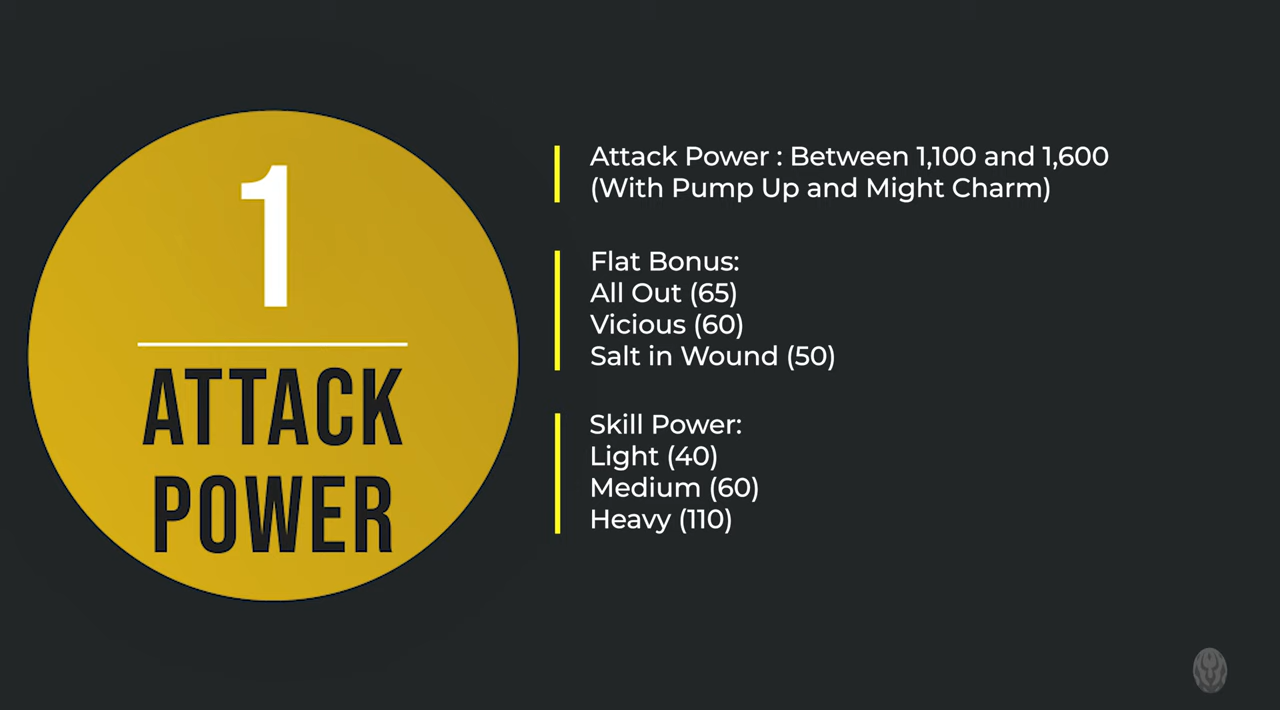 1
ATTACK
POWER
Attack Power : Between 1,100 and 1,600
(With Pump Up and Might Charm)
Flat Bonus:
All Out (65)
Vicious (60)
Salt in Wound (50)
Skill Power:
Light (40)
Medium (60)
Heavy (110)